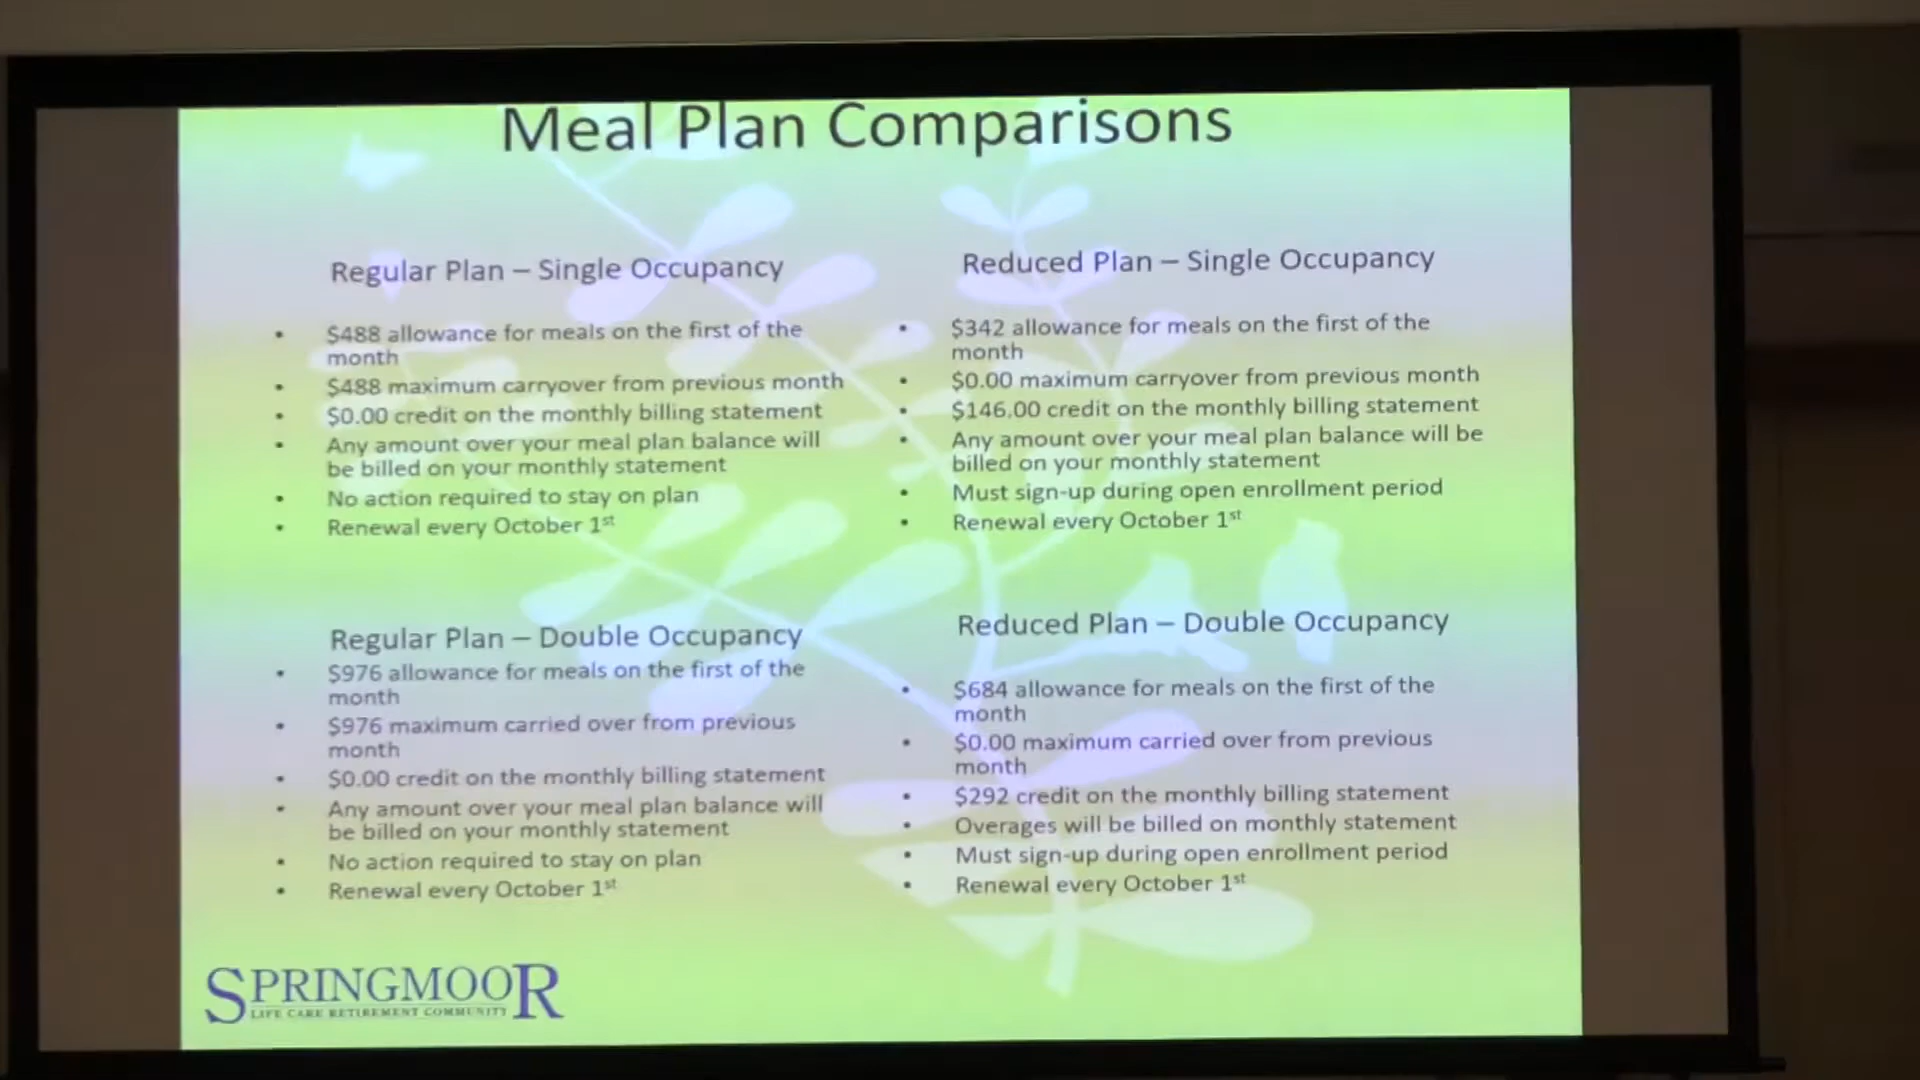 Meal Plan Comparisons
Regular Plan – Single Occupancy
• $488 allowance for meals on the first of the
month
• $488 maximum carryover from previous month
• $0.00 credit on the monthly billing statement
• Any amount over your meal plan balance will
be billed on your monthly statement
• No action required to stay on plan
• Renewal every October 1st
Reduced Plan – Single Occupancy
• $342 allowance for meals on the first of the
month
• $0.00 maximum carryover from previous month
• $146.00 credit on the monthly billing statement
• Any amount over your meal plan balance will be
billed on your monthly statement
• Must sign-up during open enrollment period
• Renewal every October 1st
Regular Plan – Double Occupancy
• $976 allowance for meals on the first of the
month
• $976 maximum carried over from previous
month
• $0.00 credit on the monthly billing statement
• Any amount over your meal plan balance will
be billed on your monthly statement
• No action required to stay on plan
• Renewal every October 1st
Reduced Plan – Double Occupancy
• $684 allowance for meals on the first of the
month
• $0.00 maximum carried over from previous
month
• $292 credit on the monthly billing statement
• Overages will be billed on monthly statement
• Must sign-up during open enrollment period
• Renewal every October 1st
SPRINGMOOR
LIFE CARE RETIREMENT COMMUNITY